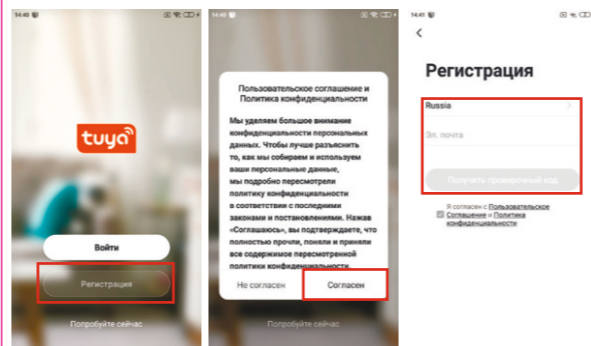 14:40
tuya
Войти
Регистрация
Попробуйте сейчас
14:40
Пользовательское соглашение и
Политика конфиденциальности
Мы уделяем большое внимание
конфиденциальности персональных
данных. Чтобы лучше разъяснить
то, как мы собираем и используем
ваши персональные данные,
мы подробно пересмотрели
политику конфиденциальности
в соответствии с последними
законами и постановлениями. Нажав
«Соглашаюсь», вы подтверждаете, что
полностью прочли, поняли и приняли
все содержимое пересмотренной
политики конфиденциальности.
Не согласен
Согласен
Попробуйте сейчас
14:41
Регистрация
Russia
Эл. почта
Получить проверочный код
Я согласен с Пользовательское
Соглашение и Политика
конфиденциальности